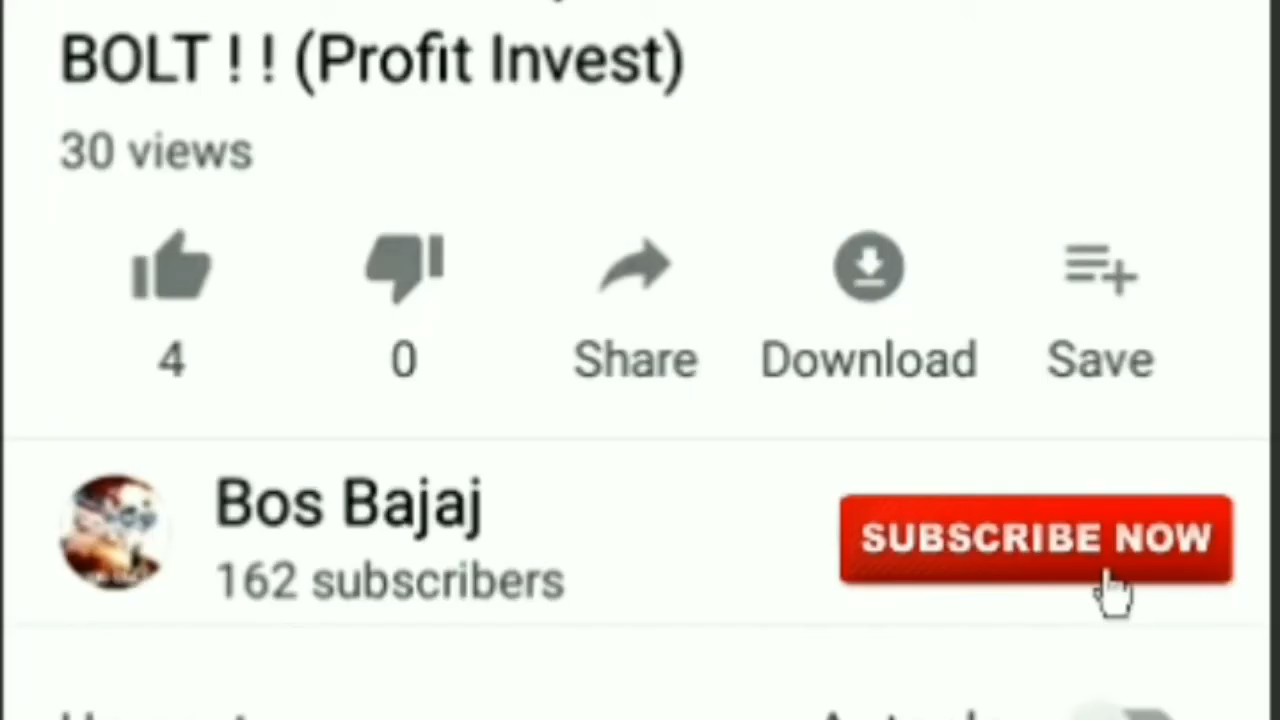 BOLT ! ! (Profit Invest)
30 views
4 0 Share Download Save
Bos Bajaj
162 subscribers
SUBSCRIBE NOW